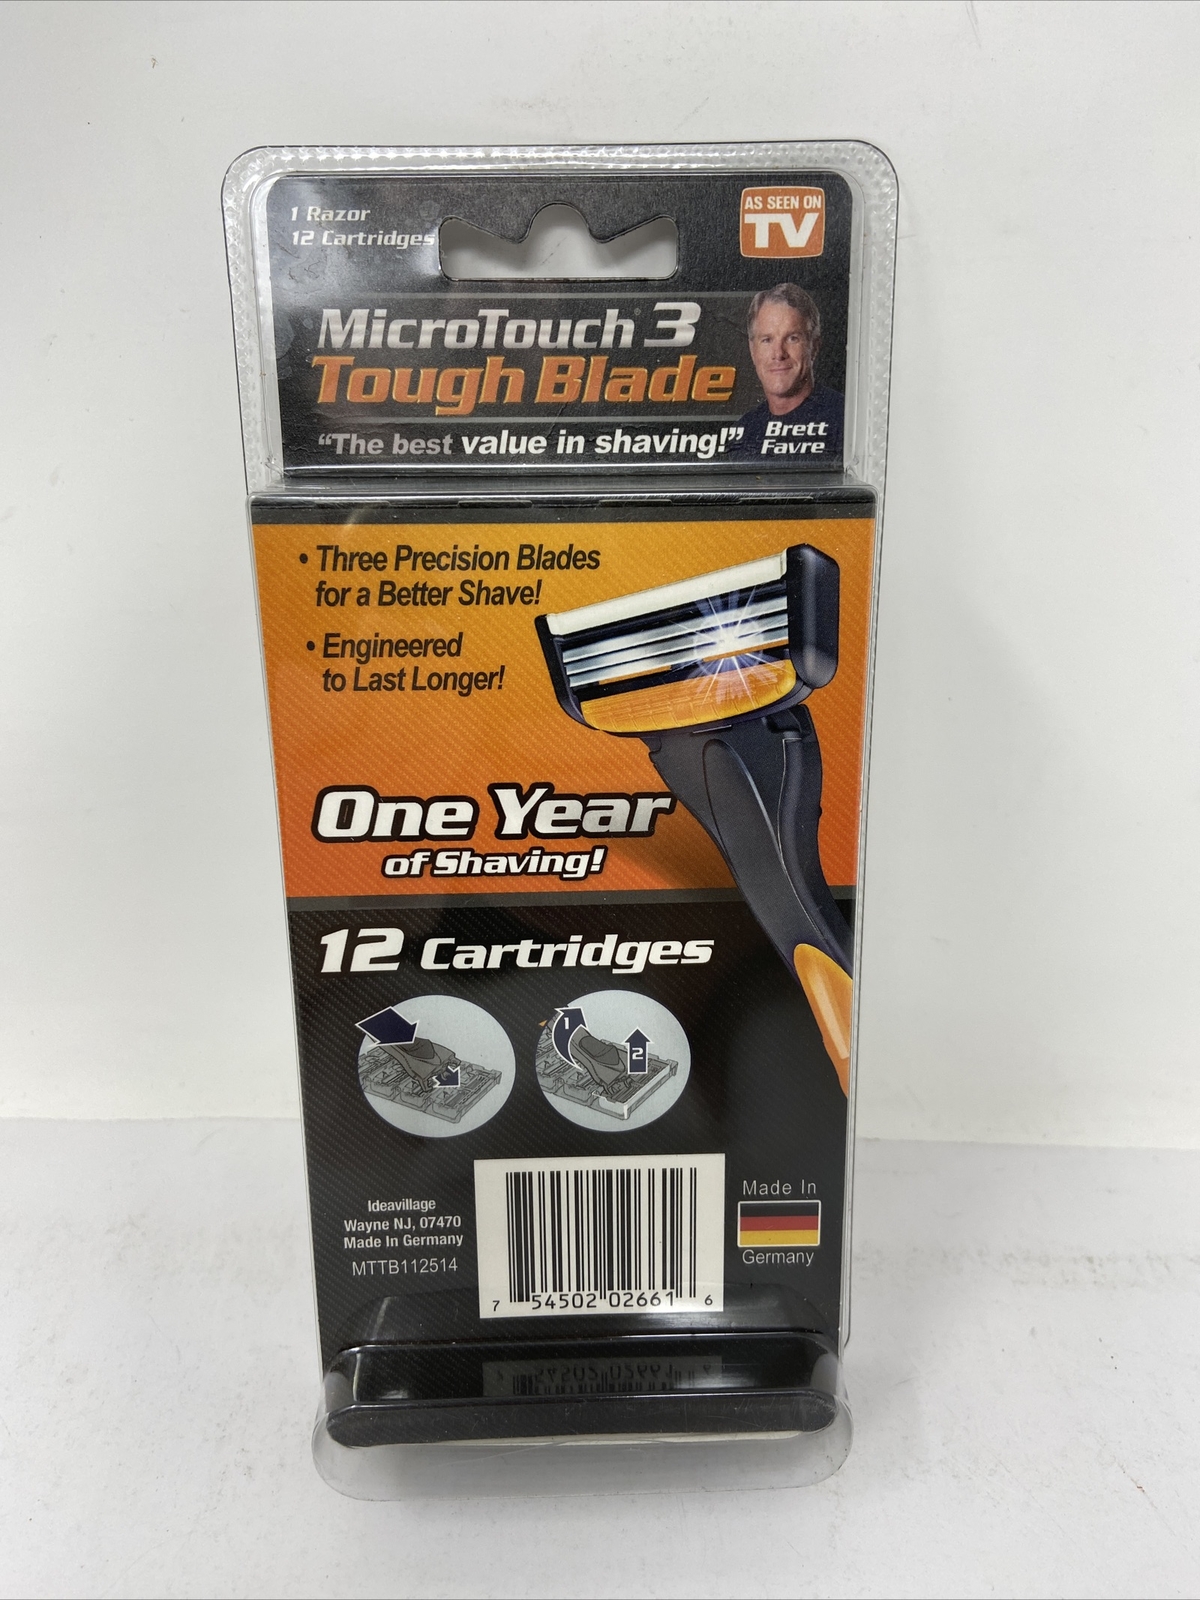 1 Razor
12 Cartridges
AS SEEN ON
TV
MicroTouch® 3
Tough Blade
"The best value in shaving!"
Brett
Favre
• Three Precision Blades
for a Better Shave!
• Engineered
to Last Longer!
One Year
of Shaving!
12 Cartridges
1
2
Ideavillage
Wayne NJ, 07470
Made In Germany
MTTB112514
7 54502 02661 6
Made In
Germany